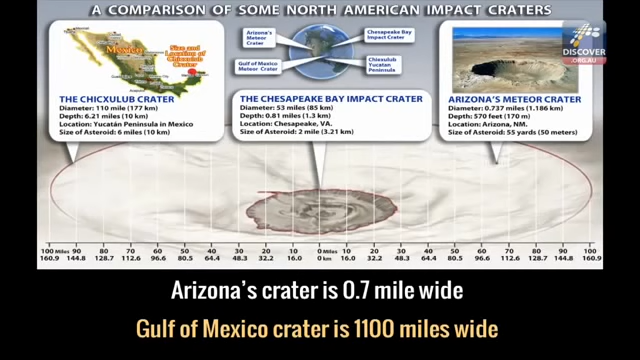 A COMPARISON OF SOME NORTH AMERICAN IMPACT CRATERS
DISCOVER
.ORG.AU
Mexico
Size and
Location of
Chicxulub
Crater
Arizona's
Meteor
Crater
Chesapeake Bay
Impact Crater
Gulf of Mexico
Meteor Crater
Chixculub
Yucatan
Peninsula
THE CHICXULUB CRATER
Diameter: 110 mile (177 km)
Depth: 6.21 miles (10 km)
Location: Yucatán Peninsula in Mexico
Size of Asteroid: 6 miles (10 km)
THE CHESAPEAKE BAY IMPACT CRATER
Diameter: 53 miles (85 km)
Depth: 0.81 miles (1.3 km)
Location: Chesapeake, VA.
Size of Asteroid: 2 mile (3.21 km)
ARIZONA'S METEOR CRATER
Diameter: 0.737 miles (1.186 km)
Depth: 570 feet (170 m)
Location: Arizona, NM.
Size of Asteroid: 55 yards (50 meters)
100 Miles 90 80 70 60 50 40 30 20 10 0 Miles 10 20 30 40 50 60 70 80 90 100
160.9 144.8 128.7 112.6 96.6 80.5 64.4 48.3 32.2 16.0 0 km 16.0 32.2 48.3 64.4 80.5 96.6 112.6 128.7 144.8 160.9
Arizona's crater is 0.7 mile wide
Gulf of Mexico crater is 1100 miles wide